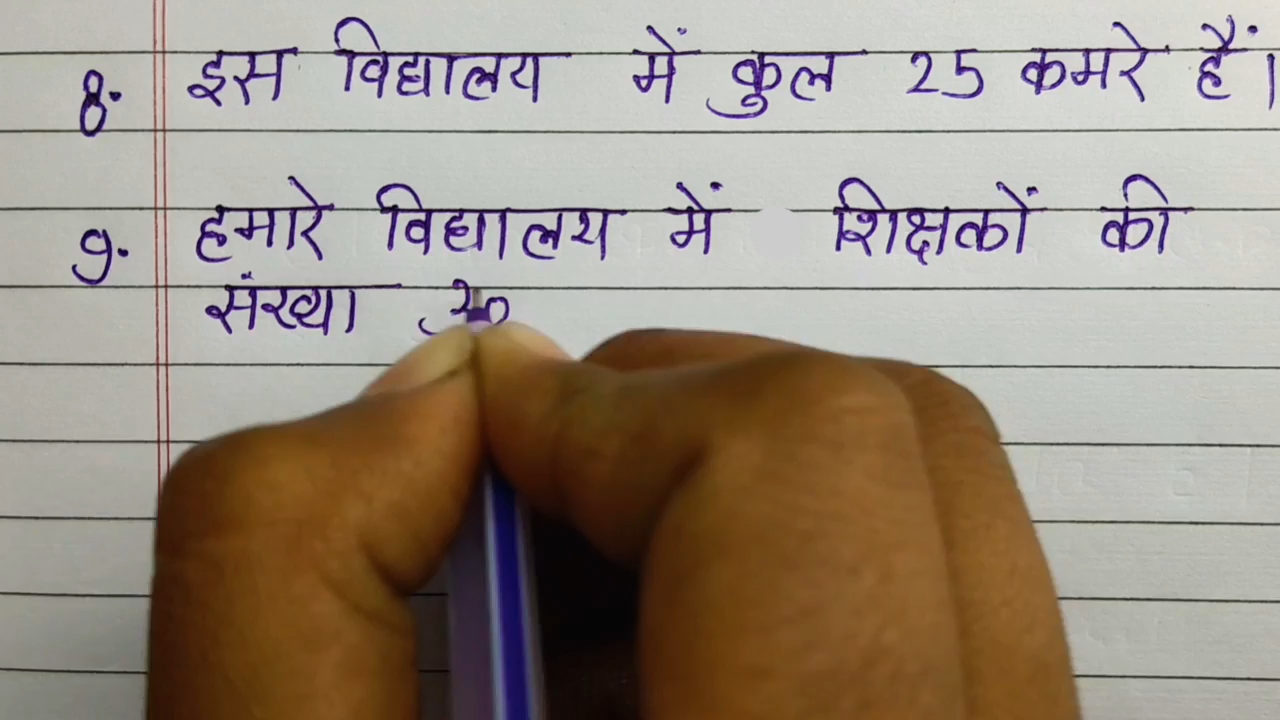 8. इस विद्यालय में कुल 25 कमरे हैं।
9. हमारे विद्यालय में शिक्षकों की
संख्या